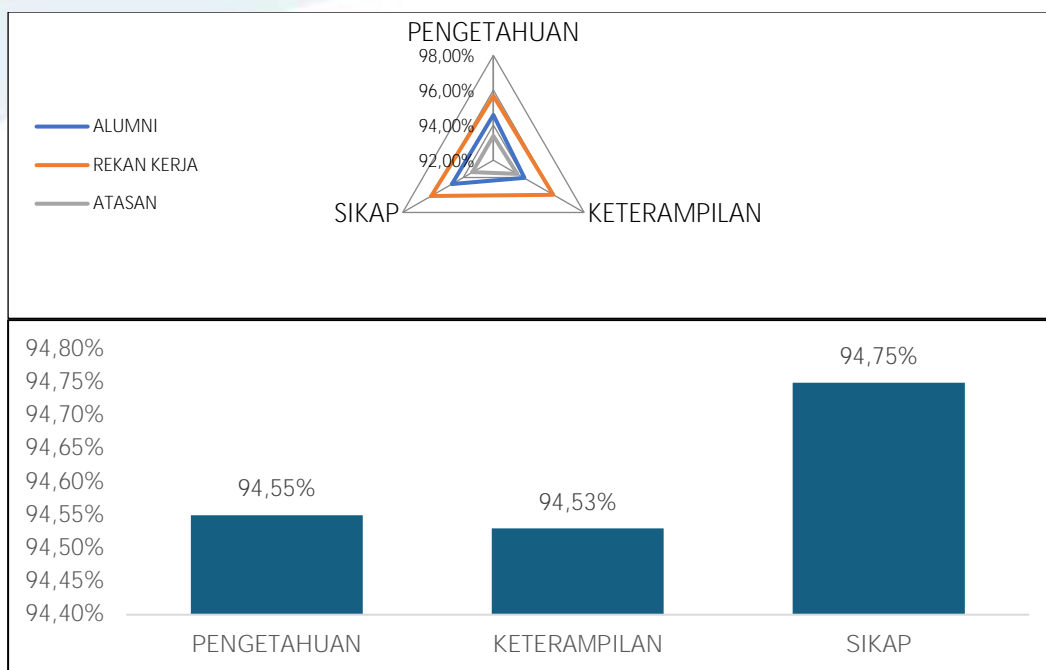 PENGETAHUAN
98,00%
96,00%
94,00%
92,00%
ALUMNI
REKAN KERJA
ATASAN
SIKAP
KETERAMPILAN
94,80%
94,75%
94,70%
94,65%
94,60%
94,55%
94,50%
94,45%
94,40%
94,55%
94,53%
94,75%
PENGETAHUAN
KETERAMPILAN
SIKAP